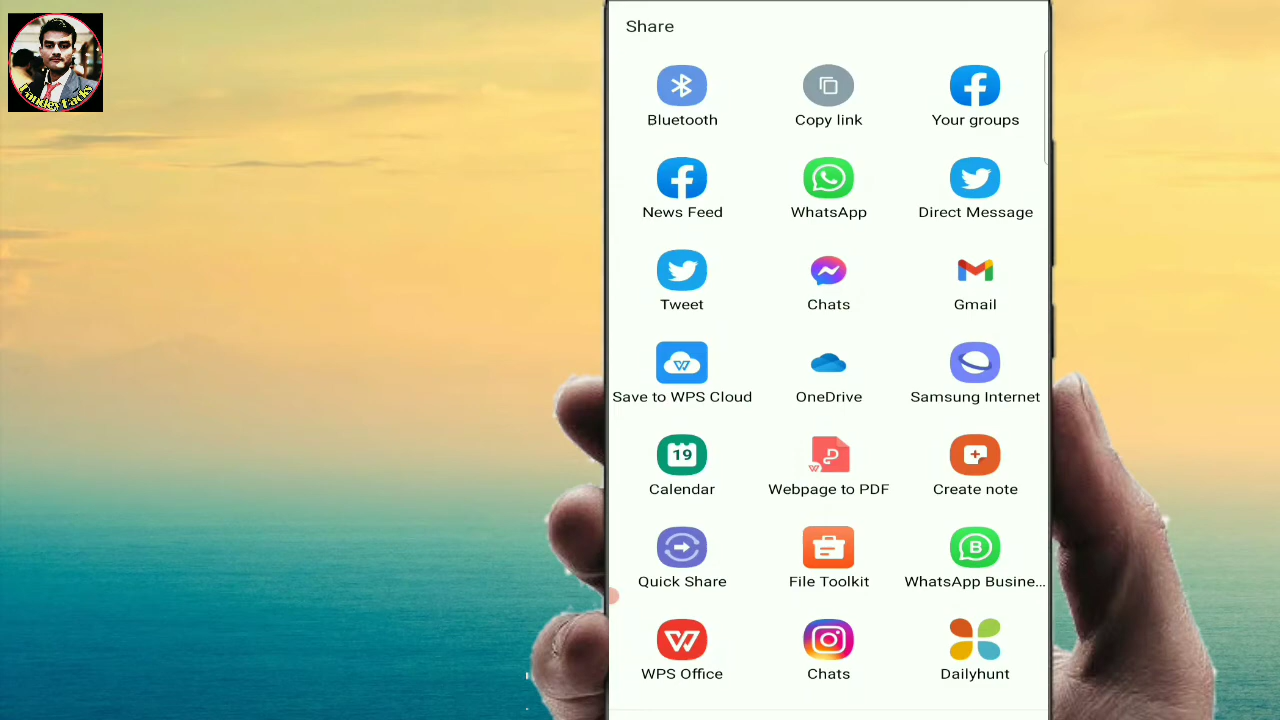 Share
Bluetooth
Copy link
Your groups
News Feed
WhatsApp
Direct Message
Tweet
Chats
Gmail
Save to WPS Cloud
OneDrive
Samsung Internet
19
Calendar
Webpage to PDF
Create note
Quick Share
File Toolkit
B
WhatsApp Busine...
WPS Office
Chats
Dailyhunt